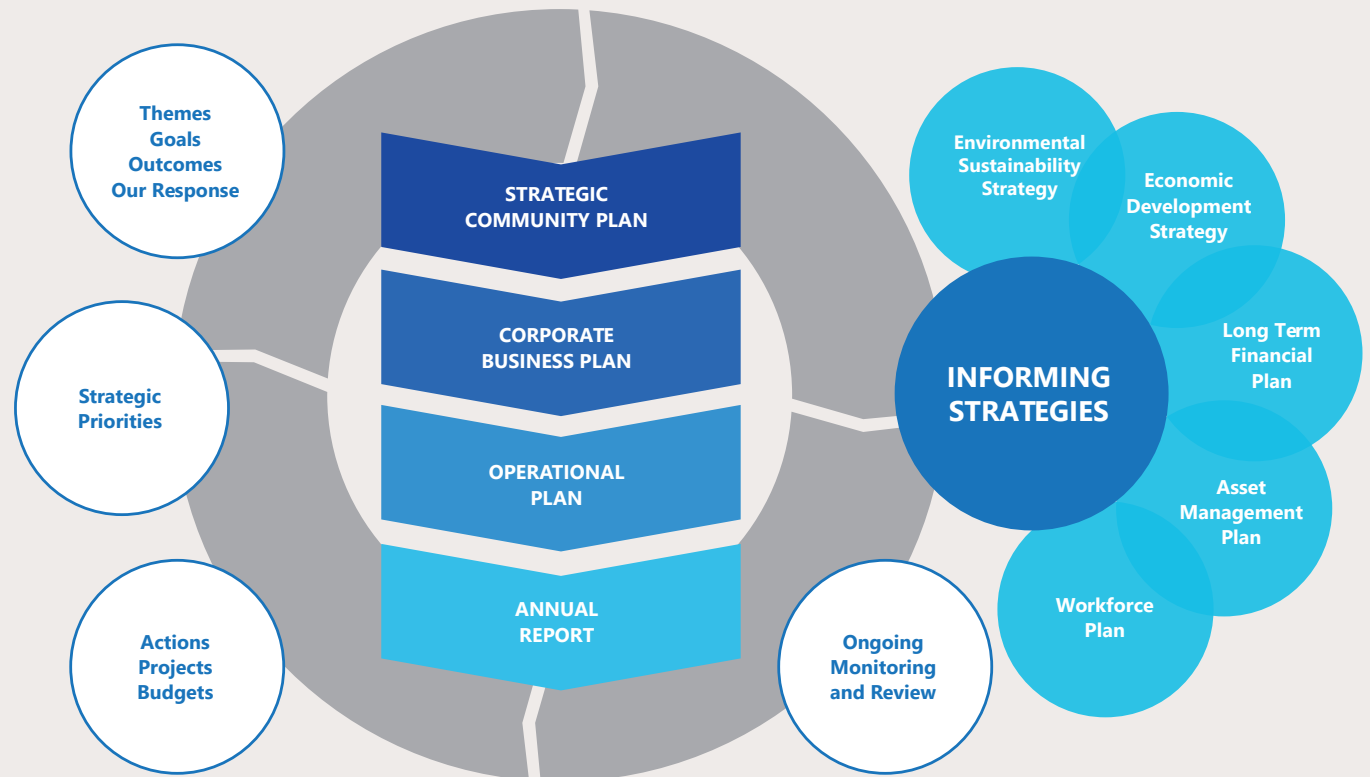 Themes
Goals
Outcomes
Our Response
Strategic
Priorities
Actions
Projects
Budgets
STRATEGIC
COMMUNITY PLAN
CORPORATE
BUSINESS PLAN
OPERATIONAL
PLAN
ANNUAL
REPORT
Ongoing
Monitoring
and Review
INFORMING
STRATEGIES
Environmental
Sustainability
Strategy
Economic
Development
Strategy
Long Term
Financial
Plan
Asset
Management
Plan
Workforce
Plan